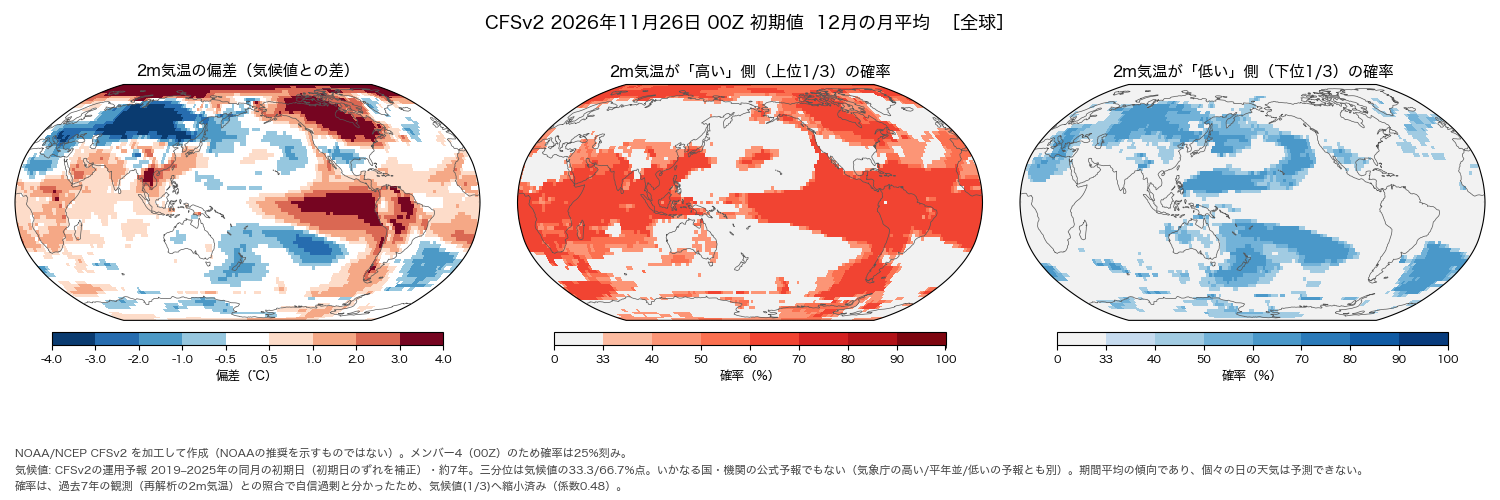 CFSv2 2026年11月26日 00Z 初期値 12月の月平均 ［全球］
2m気温の偏差（気候値との差）
2m気温が「高い」側（上位1/3）の確率
2m気温が「低い」側（下位1/3）の確率
-4.0 -3.0 -2.0 -1.0 -0.5 0.5 1.0 2.0 3.0 4.0
偏差（℃）
0 33 40 50 60 70 80 90 100
確率（%）
0 33 40 50 60 70 80 90 100
確率（%）
NOAA/NCEP CFSv2 を加工して作成（NOAAの推奨を示すものではない）。メンバー4（00Z）のため確率は25%刻み。
気候値: CFSv2の運用予報 2019–2025年の同月の初期日（初期日のずれを補正）・約7年。三分位は気候値の33.3/66.7%点。いかなる国・機関の公式予報でもない（気象庁の高い/平年並/低いの予報とも別）。期間平均の傾向であり、個々の日の天気は予測できない。
確率は、過去7年の観測（再解析の2m気温）との照合で自信過剰と分かったため、気候値(1/3)へ縮小済み（係数0.48）。